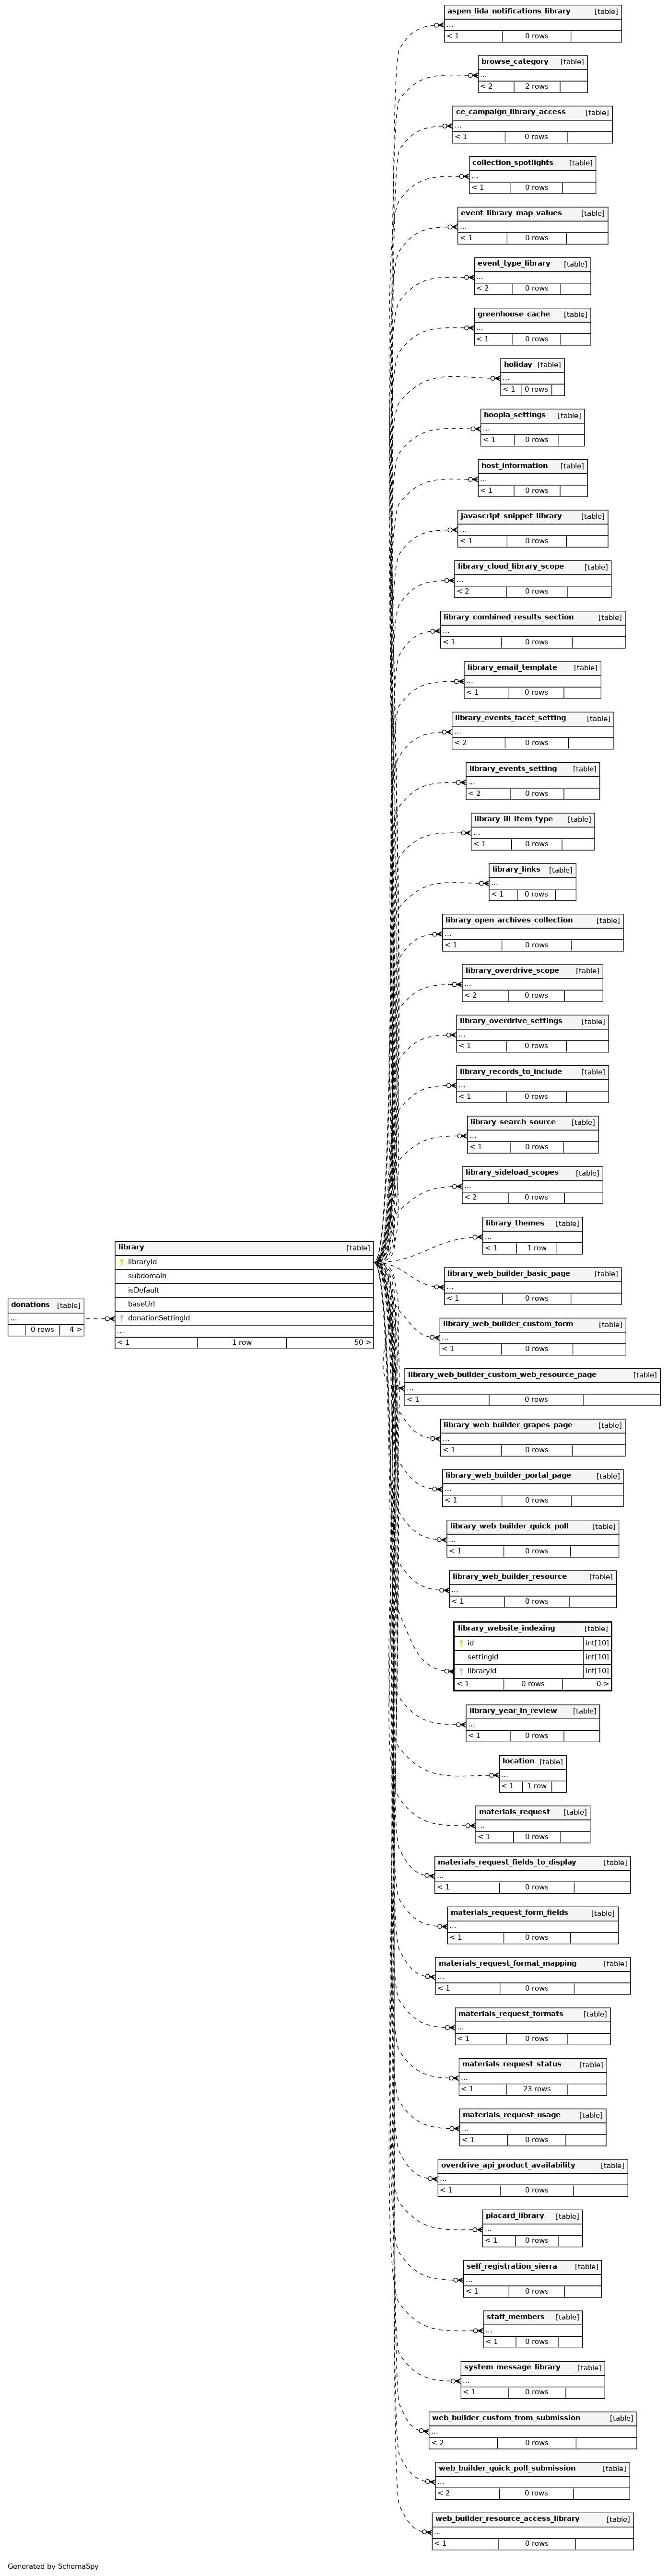 aspen_lida_notifications_library [table]
...
< 1 0 rows
browse_category [table]
...
< 2 2 rows
ce_campaign_library_access [table]
...
< 1 0 rows
collection_spotlights [table]
...
< 1 0 rows
event_library_map_values [table]
...
< 1 0 rows
event_type_library [table]
...
< 2 0 rows
greenhouse_cache [table]
...
< 1 0 rows
holiday [table]
...
< 1 0 rows
hoopla_settings [table]
...
< 1 0 rows
host_information [table]
...
< 1 0 rows
javascript_snippet_library [table]
...
< 1 0 rows
library_cloud_library_scope [table]
...
< 2 0 rows
library_combined_results_section [table]
...
< 1 0 rows
library_email_template [table]
...
< 1 0 rows
library_events_facet_setting [table]
...
< 2 0 rows
library_events_setting [table]
...
< 2 0 rows
library_ill_item_type [table]
...
< 1 0 rows
library_links [table]
...
< 1 0 rows
library_open_archives_collection [table]
...
< 1 0 rows
library_overdrive_scope [table]
...
< 2 0 rows
library_overdrive_settings [table]
...
< 1 0 rows
library_records_to_include [table]
...
< 1 0 rows
library_search_source [table]
...
< 1 0 rows
library_sideload_scopes [table]
...
< 2 0 rows
library_themes [table]
...
< 1 1 row
library [table]
libraryId
subdomain
isDefault
baseUrl
donationSettingId
...
< 1 1 row 50 >
donations [table]
...
0 rows 4 >
library_web_builder_basic_page [table]
...
< 1 0 rows
library_web_builder_custom_form [table]
...
< 1 0 rows
library_web_builder_custom_web_resource_page [table]
...
< 1 0 rows
library_web_builder_grapes_page [table]
...
< 1 0 rows
library_web_builder_portal_page [table]
...
< 1 0 rows
library_web_builder_quick_poll [table]
...
< 1 0 rows
library_web_builder_resource [table]
...
< 1 0 rows
library_website_indexing [table]
id int[10]
settingId int[10]
libraryId int[10]
< 1 0 rows 0 >
library_year_in_review [table]
...
< 1 0 rows
location [table]
...
< 1 1 row
materials_request [table]
...
< 1 0 rows
materials_request_fields_to_display [table]
...
< 1 0 rows
materials_request_form_fields [table]
...
< 1 0 rows
materials_request_format_mapping [table]
...
< 1 0 rows
materials_request_formats [table]
...
< 1 0 rows
materials_request_status [table]
...
< 1 23 rows
materials_request_usage [table]
...
< 1 0 rows
overdrive_api_product_availability [table]
...
< 1 0 rows
placard_library [table]
...
< 1 0 rows
self_registration_sierra [table]
...
< 1 0 rows
staff_members [table]
...
< 1 0 rows
system_message_library [table]
...
< 1 0 rows
web_builder_custom_from_submission [table]
...
< 2 0 rows
web_builder_quick_poll_submission [table]
...
< 2 0 rows
web_builder_resource_access_library [table]
...
< 1 0 rows
Generated by SchemaSpy